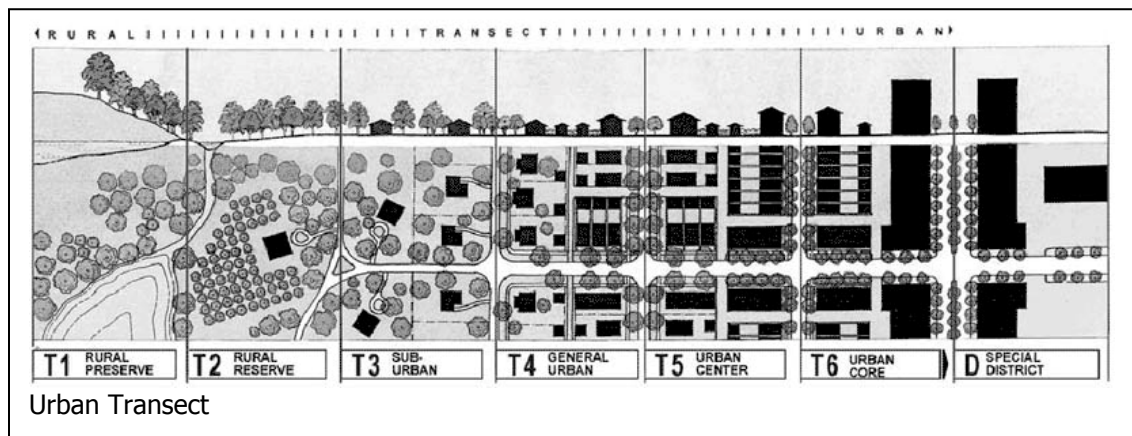 RURAL TRANSECT URBAN
T1 RURAL PRESERVE
T2 RURAL RESERVE
T3 SUB-URBAN
T4 GENERAL URBAN
T5 URBAN CENTER
T6 URBAN CORE
D SPECIAL DISTRICT
Urban Transect